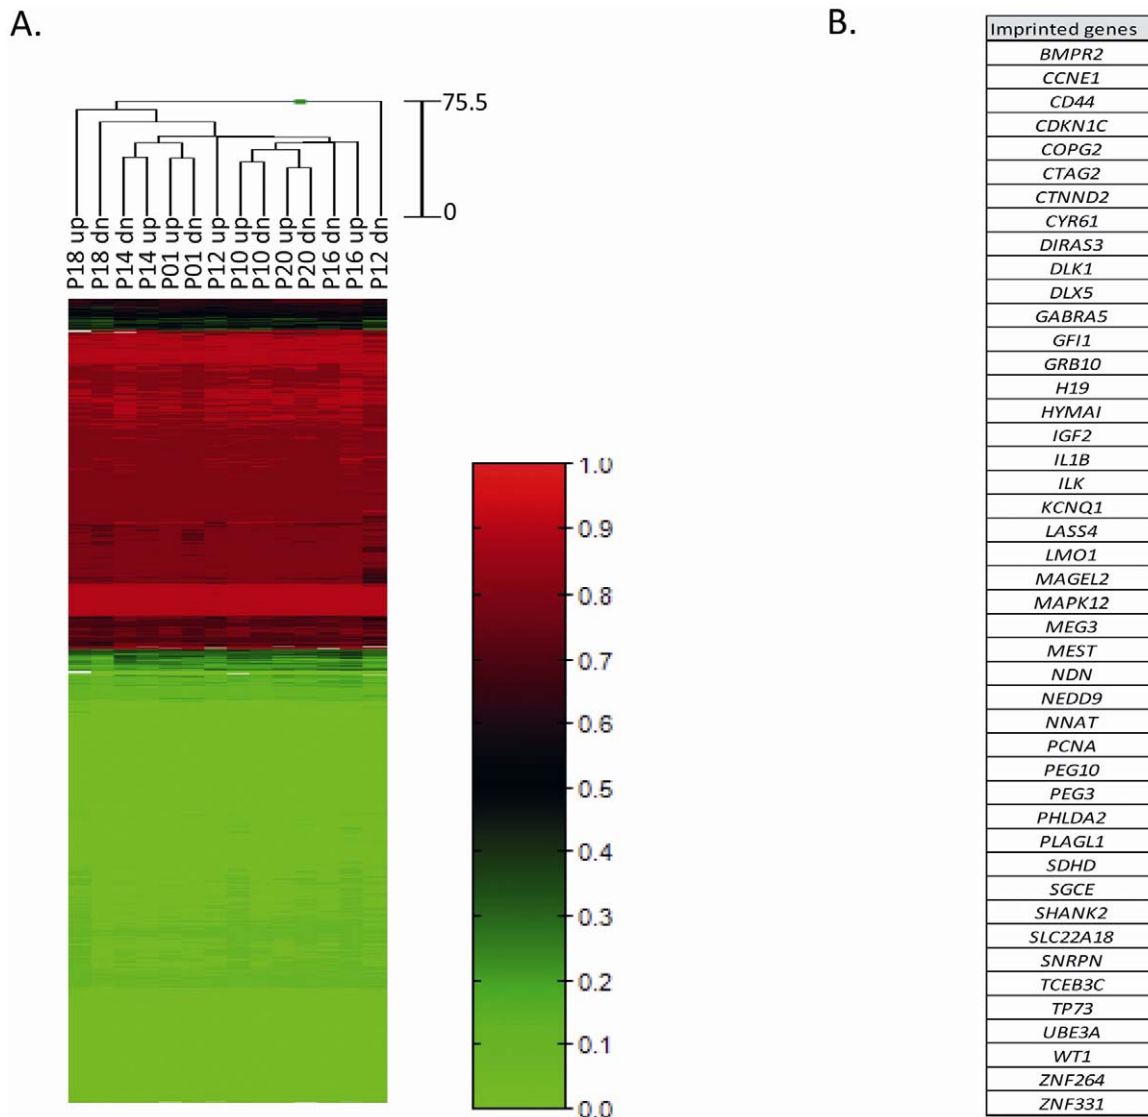 A.
75.5
0
P18 up
P18 dn
P14 dn
P14 up
P01 up
P01 dn
P12 up
P10 up
P10 dn
P20 up
P20 dn
P16 dn
P16 up
P12 dn
1.0
0.9
0.8
0.7
0.6
0.5
0.4
0.3
0.2
0.1
0.0
B.
Imprinted genes
BMPR2
CCNE1
CD44
CDKN1C
COPG2
CTAG2
CTNND2
CYR61
DIRAS3
DLK1
DLX5
GABRA5
GFI1
GRB10
H19
HYMAI
IGF2
IL1B
ILK
KCNQ1
LASS4
LMO1
MAGEL2
MAPK12
MEG3
MEST
NDN
NEDD9
NNAT
PCNA
PEG10
PEG3
PHLDA2
PLAGL1
SDHD
SGCE
SHANK2
SLC22A18
SNRPN
TCEB3C
TP73
UBE3A
WT1
ZNF264
ZNF331